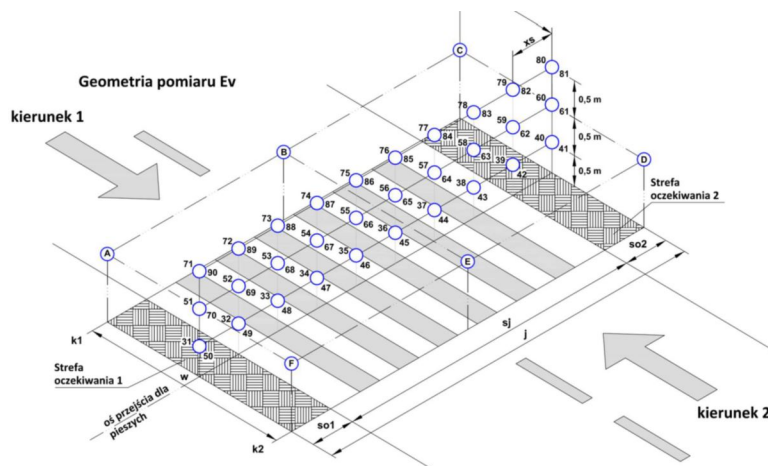 Geometria pomiaru Ev
kierunek 1
C
xs
80
81
79
82
0,5 m
60
61
78
83
0,5 m
59
62
40
41
77
84
0,5 m
58
63
39
42
B
76
85
D
57
64
38
43
75
86
56
65
37
44
Strefa
oczekiwania 2
74
87
55
66
36
45
73
88
54
67
35
46
A
72
89
53
68
34
47
E
so2
71
90
52
69
33
48
51
70
32
49
sj
j
31
50
k1
F
Strefa
oczekiwania 1
w
oś przejścia dla
pieszych
so1
k2
kierunek 2